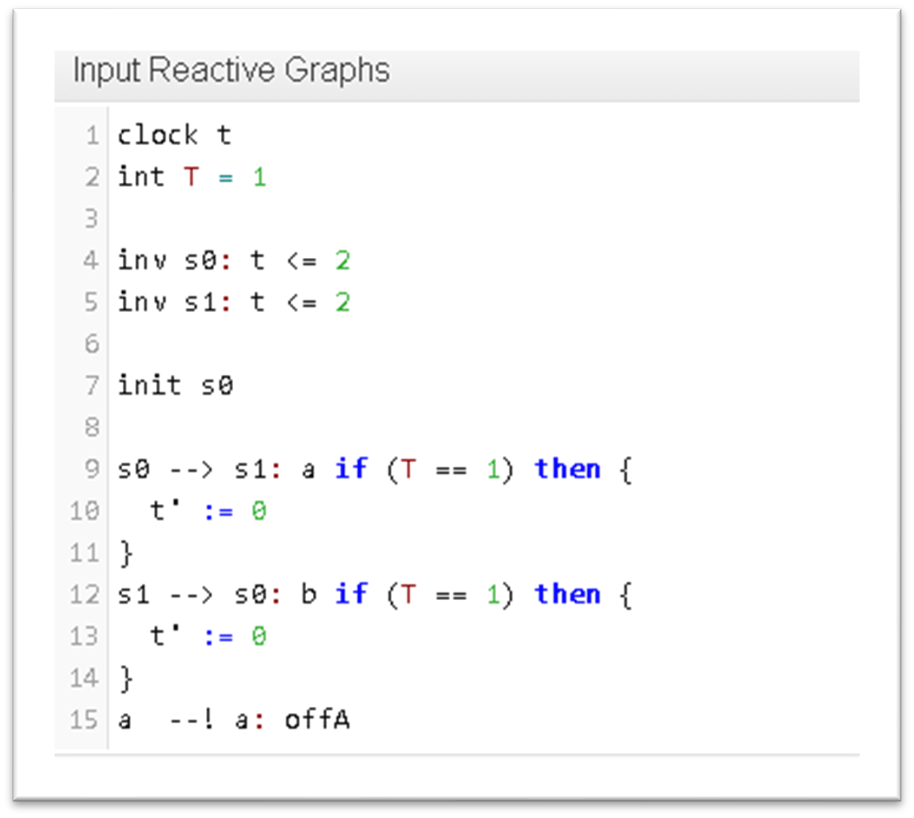 Input Reactive Graphs
1 clock t
2 int T = 1
3
4 inv s0: t <= 2
5 inv s1: t <= 2
6
7 init s0
8
9 s0 --> s1: a if (T == 1) then {
10   t' := 0
11 }
12 s1 --> s0: b if (T == 1) then {
13   t' := 0
14 }
15 a  --! a: offA